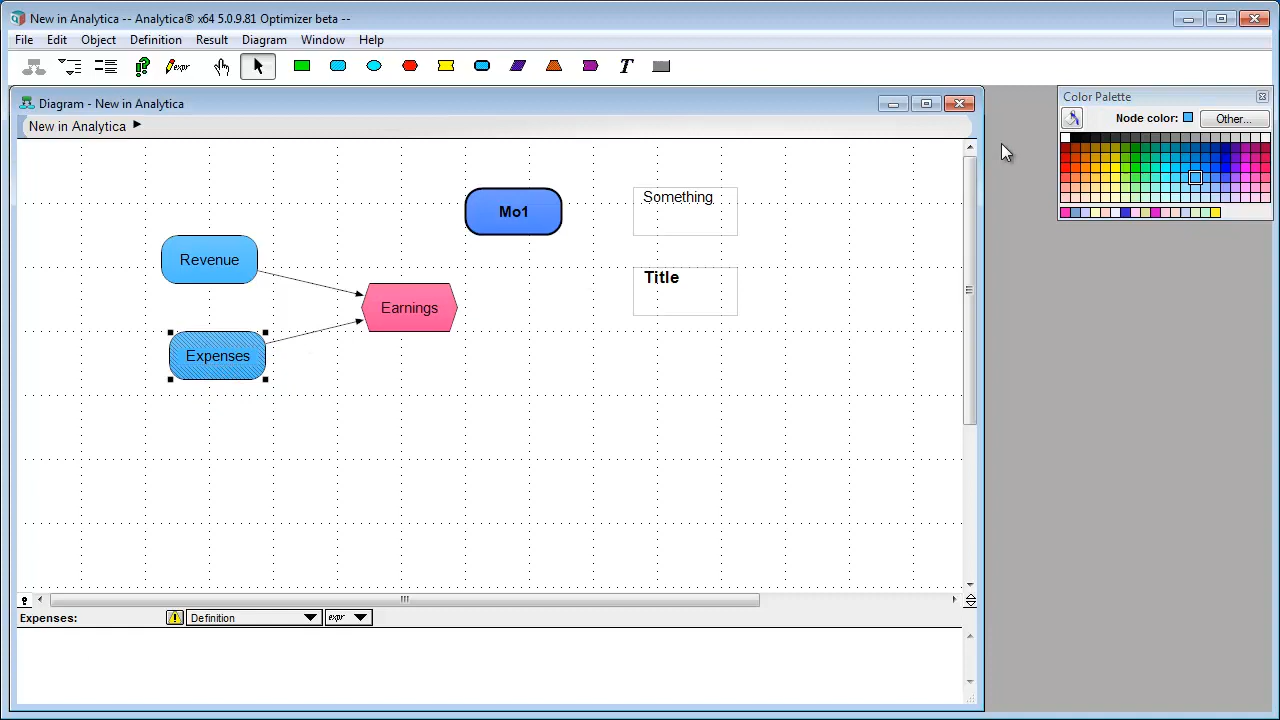 New in Analytica -- Analytica® x64 5.0.9.81 Optimizer beta --
File Edit Object Definition Result Diagram Window Help
expr T
Diagram - New in Analytica
New in Analytica
Color Palette
Node color: Other...
Mo1
Something
Revenue
Title
Earnings
Expenses
Expenses: Definition expr